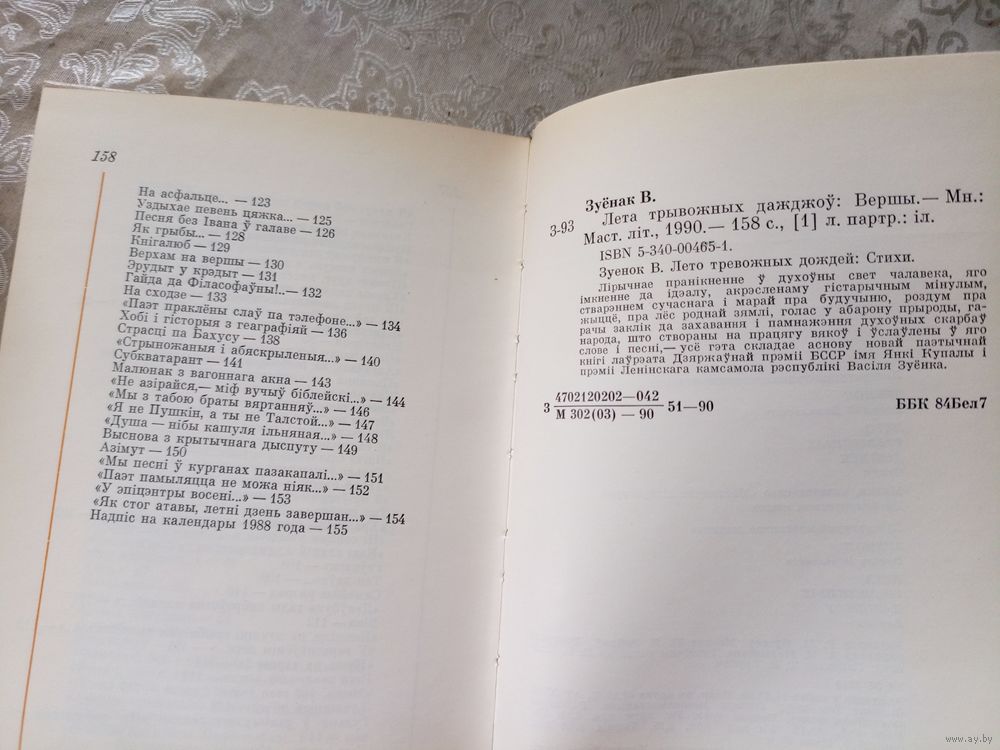 158
На асфальце... — 123
Уздыхае певень цяжка... — 125
Песня без Івана ў галаве — 126
Як грыбы... — 128
Кнігалюб — 129
Верхам на вершы — 130
Эрудыт у крэдыт — 131
Гайда да Філасофаўны!.. — 132
На сходзе — 133
«Паэт праклёны слаў па тэлефоне...» — 134
Хобі і гісторыя з геаграфіяй — 136
Страсці па Бахусу — 138
«Стрыножаныя і абяскрыленыя...» — 140
Субкватарант — 141
Малюнак з вагоннага акна — 143
«Не азірайся,— міф вучыў біблейскі...» — 144
«Мы з табою браты вяртанняў...» — 146
«Я не Пушкін, а ты не Талстой...» — 147
«Душа — нібы кашуля ільняная...» — 148
Выснова з крытычнага дыспуту — 149
Азімут — 150
«Мы песні ў курганах пазакапалі...» — 151
«Паэт памыляцца не можа ніяк...» — 152
«У эпіцэнтры восені...» — 153
«Як стог атавы, летні дзень завершан...» — 154
Надпіс на календары 1988 года — 155
Зуёнак В.
З-93 Лета трывожных дажджоў: Вершы.— Мн.:
Маст. літ., 1990.— 158 с., [1] л. партр.: іл.
ISBN 5-340-00465-1.
Зуенок В. Лето тревожных дождей: Стихи.
Лірычнае пранікненне ў духоўны свет чалавека, яго
імкненне да ідэалу, акрэсленаму гістарычным мінулым,
стварэннем сучаснага і марай пра будучыню, роздум пра
жыццё, пра лёс роднай зямлі, голас у абарону прыроды, га-
рачы заклік да захавання і памнажэння духоўных скарбаў
народа, што створаны на працягу вякоў і ўслаўлены ў яго
слове і песні,— усё гэта складае аснову новай паэтычнай
кнігі лаўрэата Дзяржаўнай прэміі БССР імя Янкі Купалы і
прэміі Ленінскага камсамола рэспублікі Васіля Зуёнка.
З 4702120202—042 51—90 ББК 84Бел7
М 302(03) — 90
www.ay.by